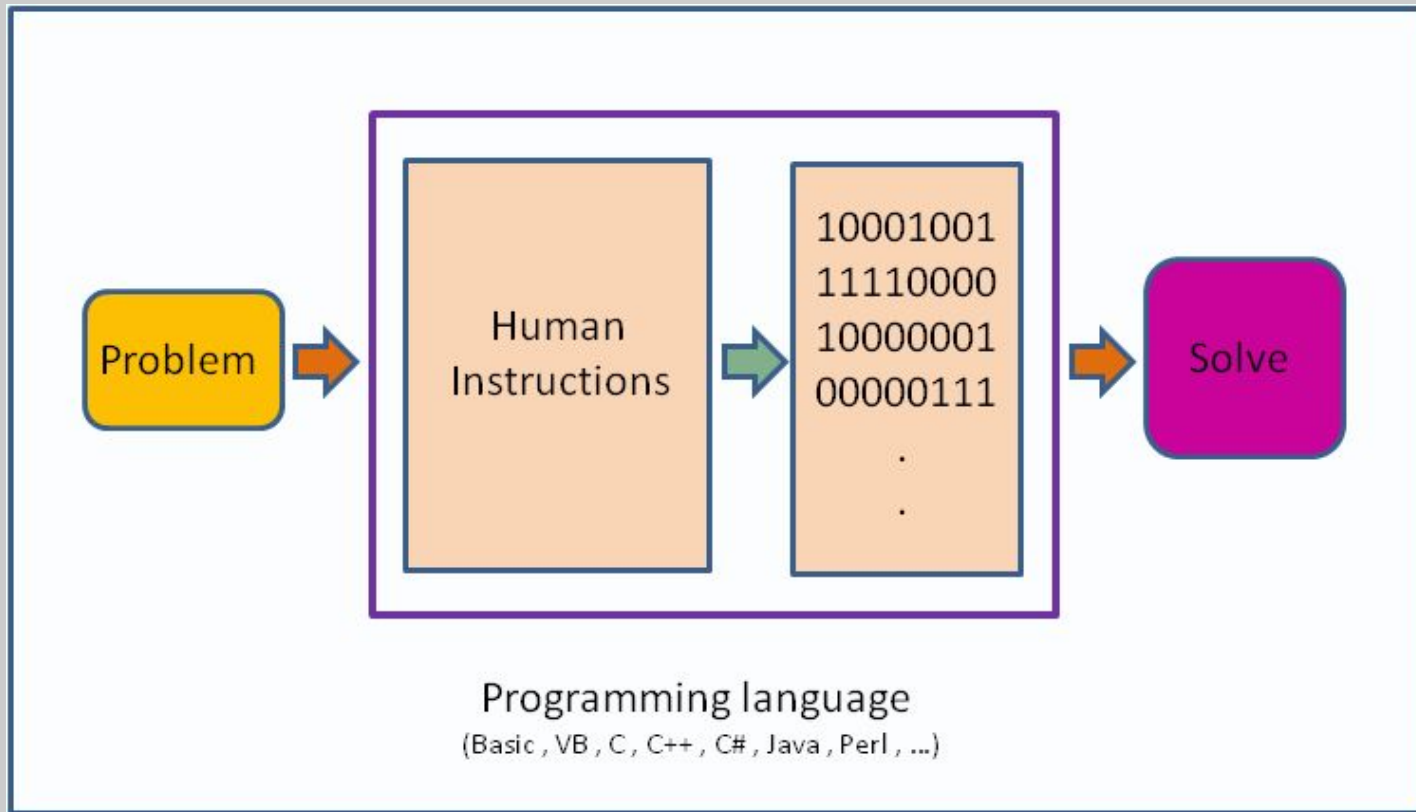 Problem
Human
Instructions
10001001
11110000
10000001
00000111
.
.
Solve
Programming language
(Basic , VB , C , C++ , C# , Java , Perl , ...)